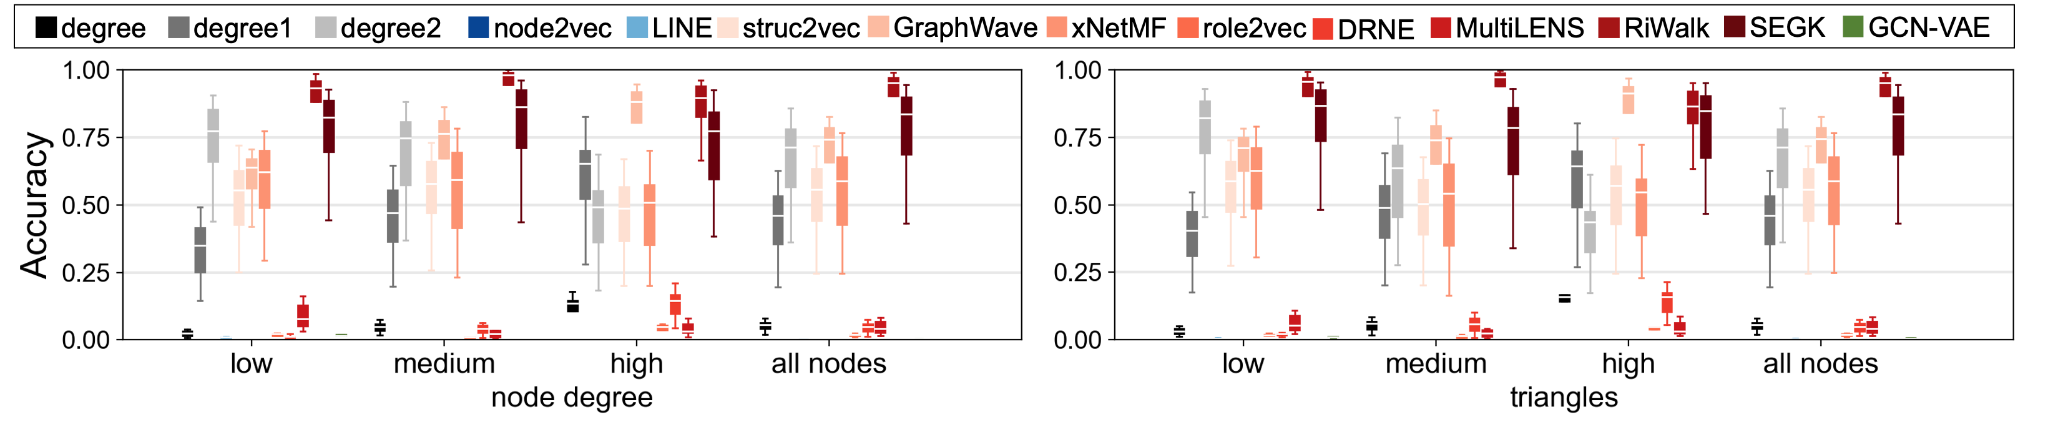 degree degree1 degree2 node2vec LINE struc2vec GraphWave xNetMF role2vec DRNE MultiLENS RiWalk SEGK GCN-VAE
Accuracy
1.00
0.75
0.50
0.25
0.00
low medium high all nodes
node degree
1.00
0.75
0.50
0.25
0.00
low medium high all nodes
triangles